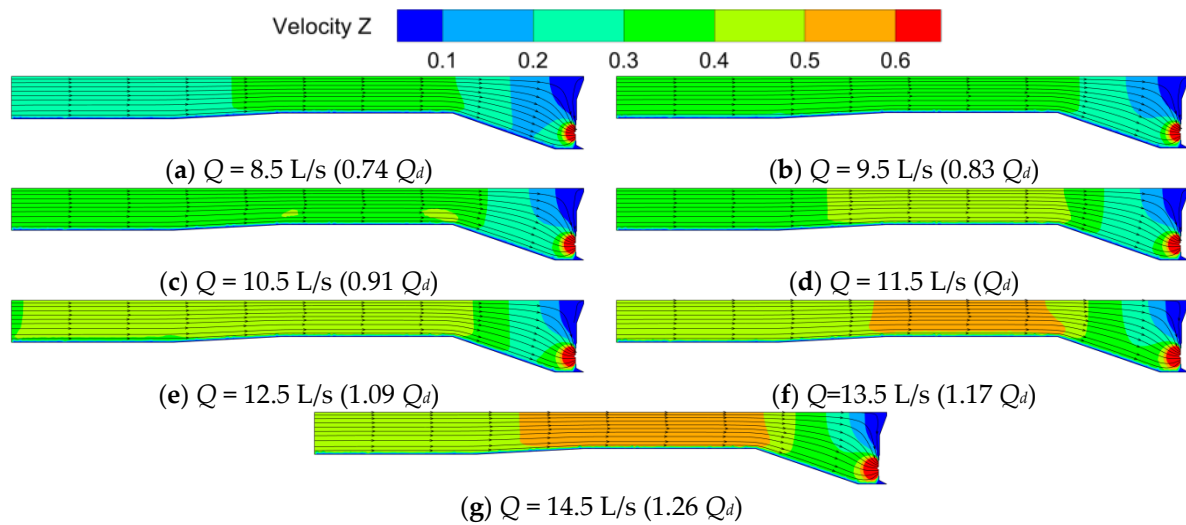 Velocity Z
0.1 0.2 0.3 0.4 0.5 0.6
(a) Q = 8.5 L/s (0.74 Qd) (b) Q = 9.5 L/s (0.83 Qd)
(c) Q = 10.5 L/s (0.91 Qd) (d) Q = 11.5 L/s (Qd)
(e) Q = 12.5 L/s (1.09 Qd) (f) Q=13.5 L/s (1.17 Qd)
(g) Q = 14.5 L/s (1.26 Qd)